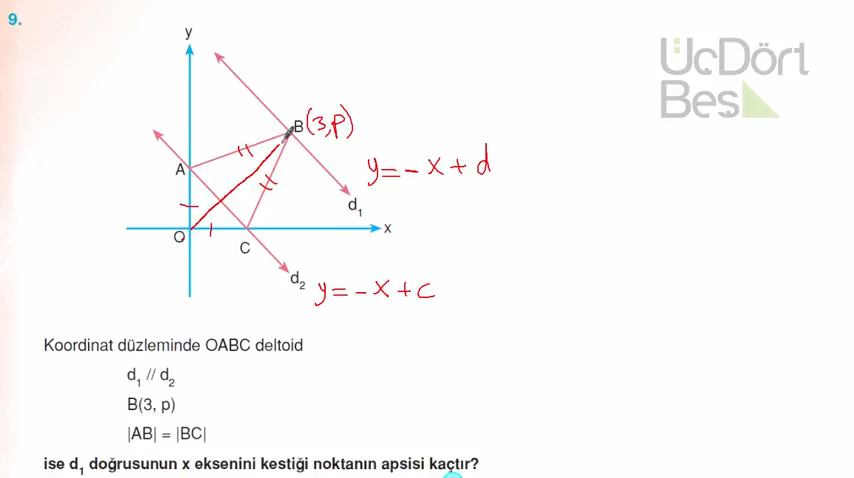 9.
ÜçDört
Beş
y
B (3,p)
A
y = - x + d
d1
x
O
C
d2 y = - x + c
Koordinat düzleminde OABC deltoid
d1 // d2
B(3, p)
|AB| = |BC|
ise d1 doğrusunun x eksenini kestiği noktanın apsisi kaçtır?